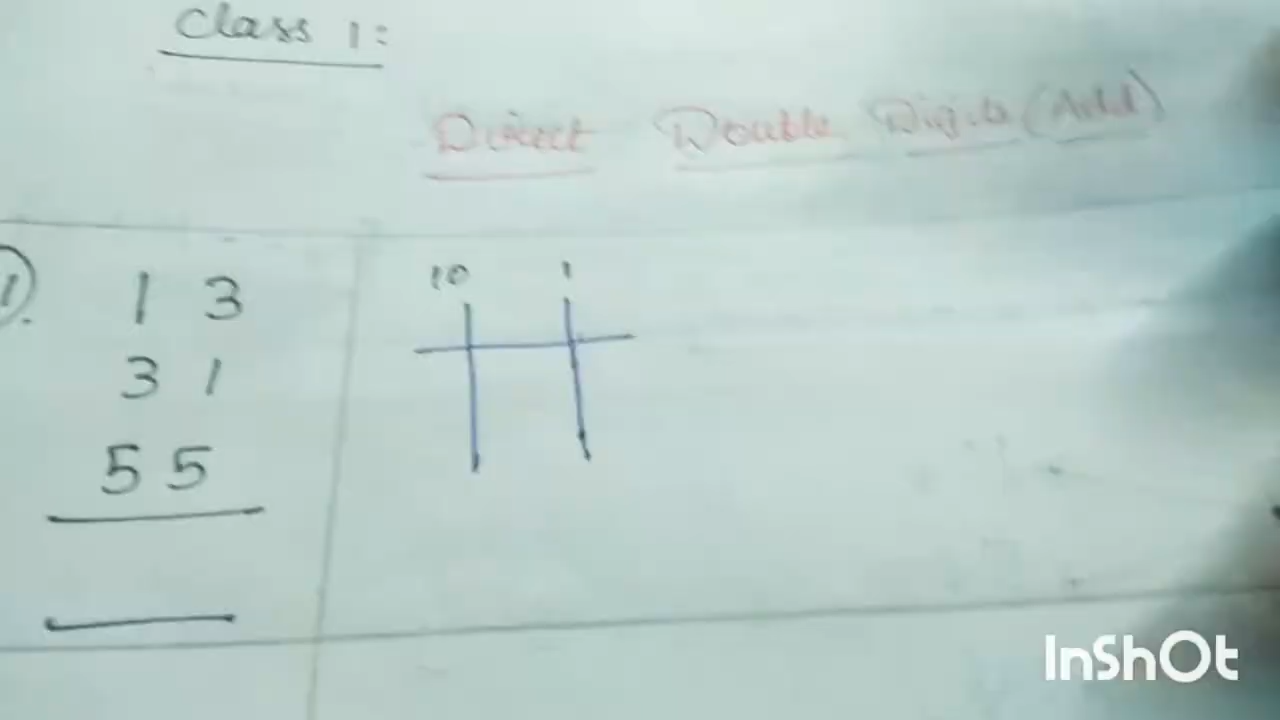 Class 1:
Direct Double Digits (Add)
1. 1 3
3 1
5 5
10 1
InShOt